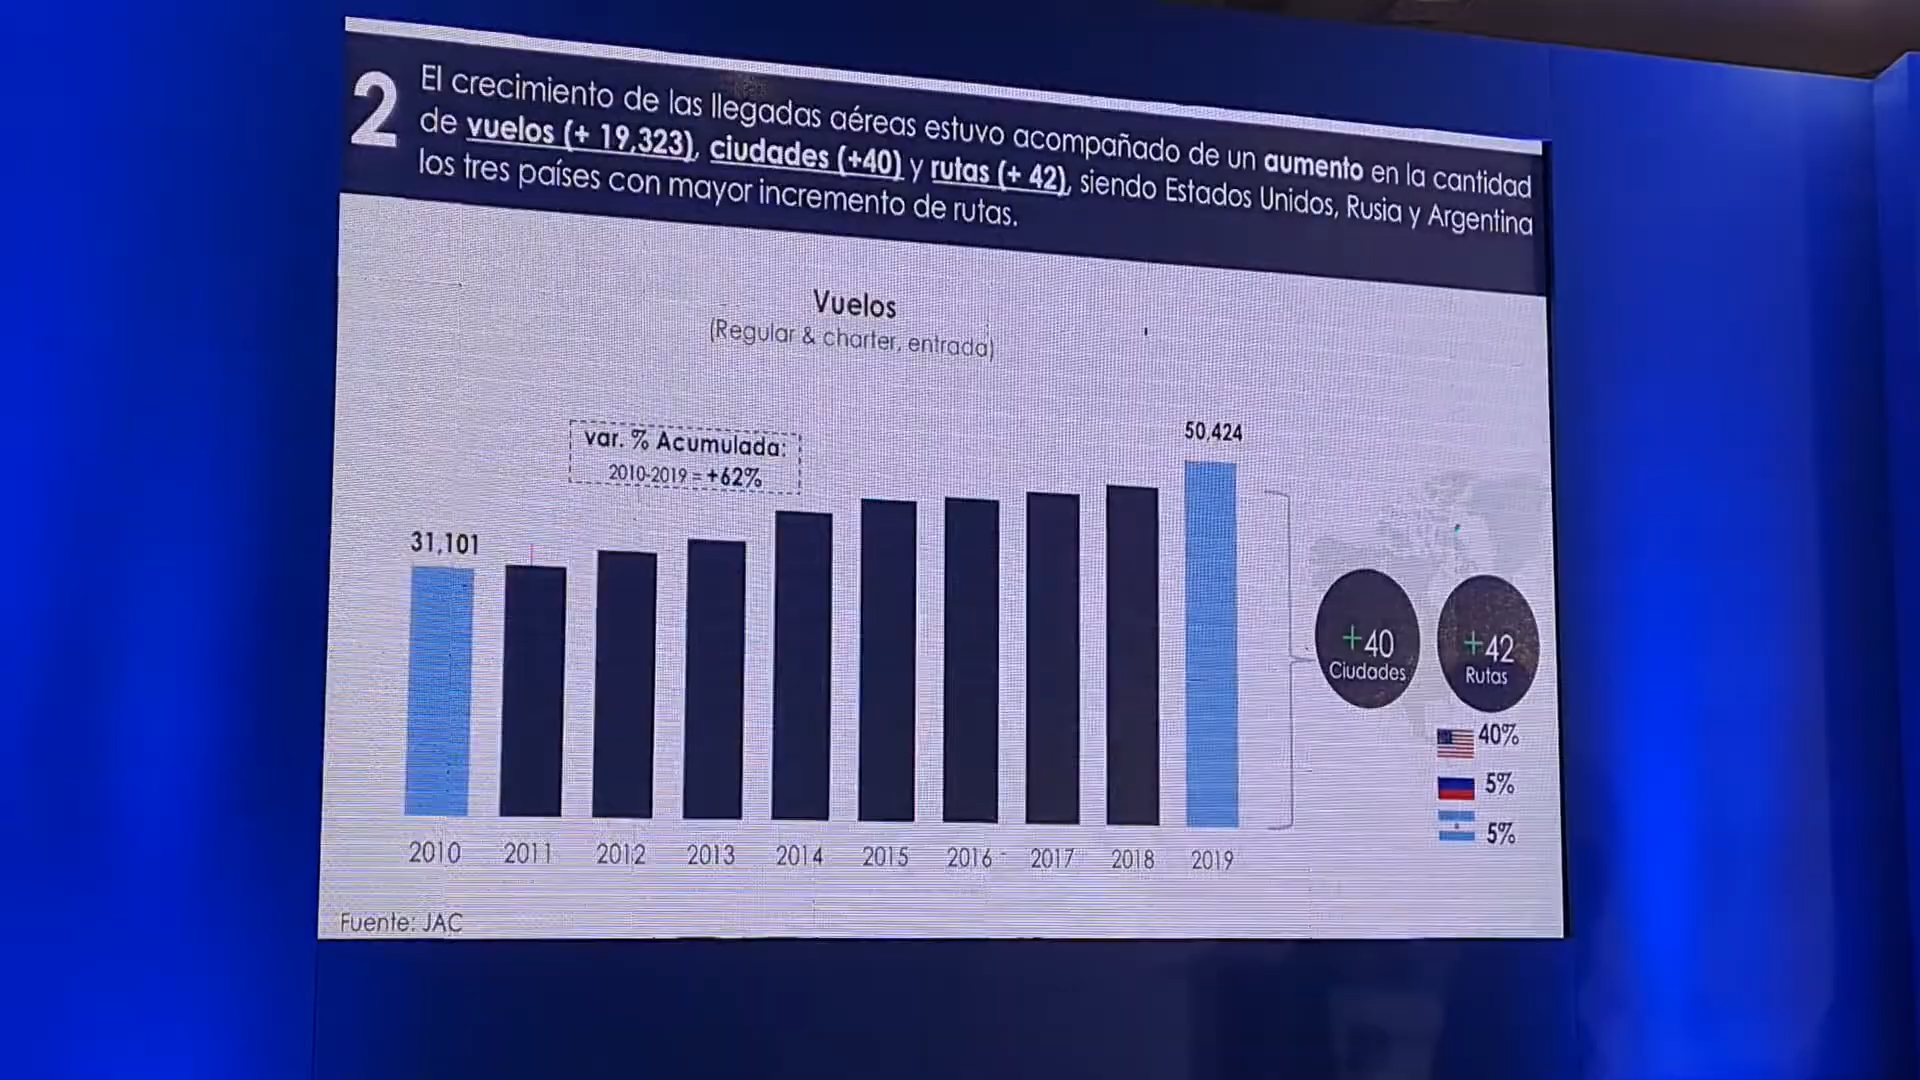 2
El crecimiento de las llegadas aéreas estuvo acompañado de un aumento en la cantidad
de vuelos (+ 19,323), ciudades (+40) y rutas (+ 42), siendo Estados Unidos, Rusia y Argentina
los tres países con mayor incremento de rutas.
Vuelos
(Regular & charter, entrada)
var. % Acumulada:
2010-2019 = +62%
31,101
50,424
+40
Ciudades
+42
Rutas
40%
5%
5%
2010 2011 2012 2013 2014 2015 2016 2017 2018 2019
Fuente: JAC